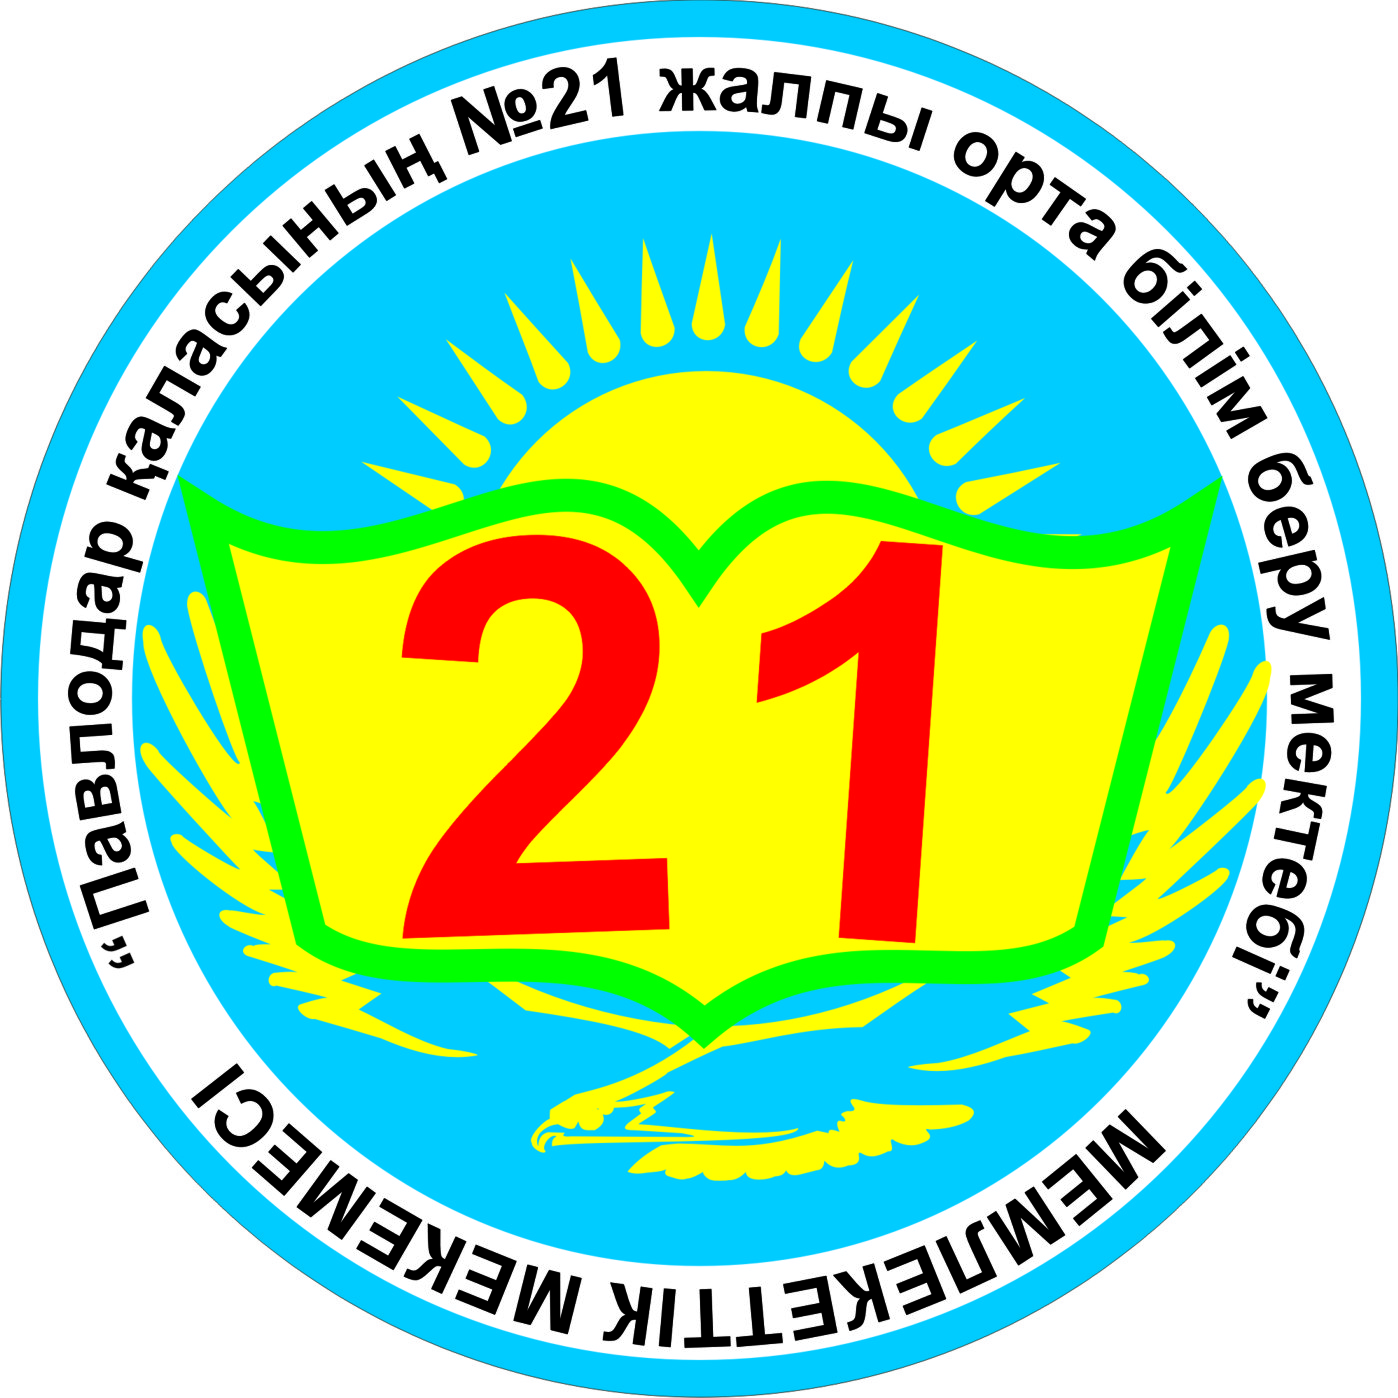 „Павлодар қаласының №21 жалпы орта білім беру мектебі”
МЕМЛЕКЕТТІК МЕКЕМЕСІ
21